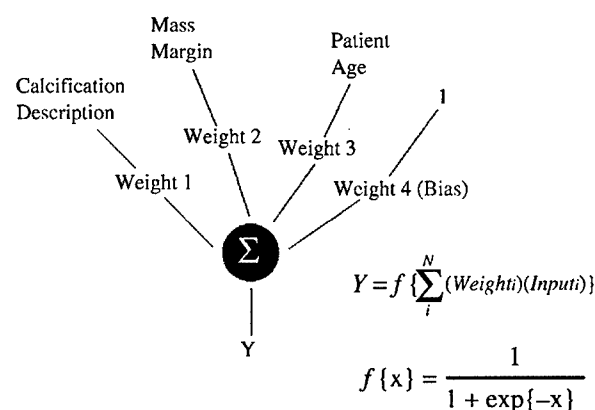 Mass
Margin
Patient
Age
Calcification
Description
1
Weight 2
Weight 3
Weight 1
Weight 4 (Bias)
Σ
Y = f {∑_i^N (Weighti)(Inputi)}
Y
f {x} = 1 / (1 + exp{−x})